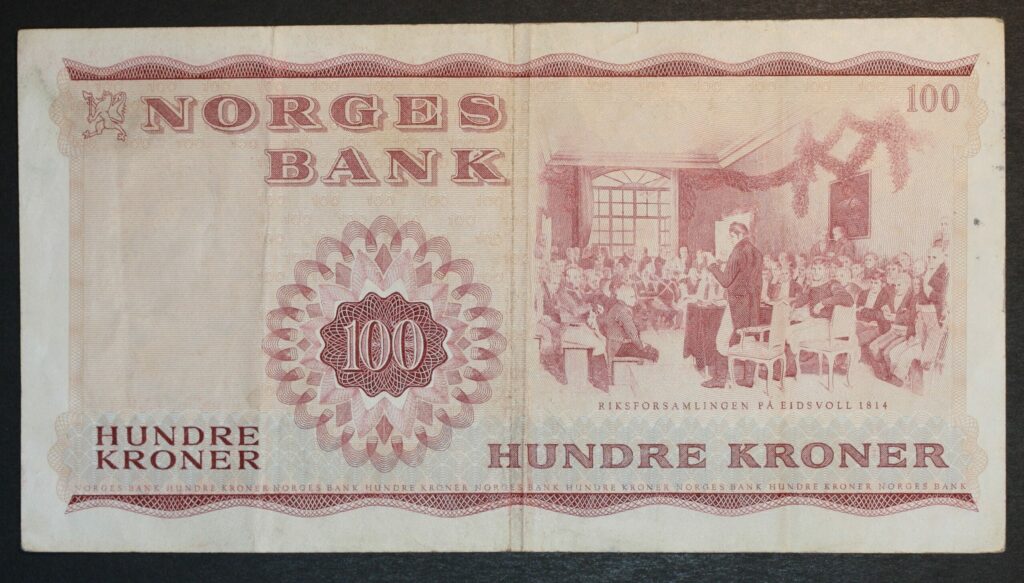 NORGES
BANK
100
100
RIKSFORSAMLINGEN PÅ EIDSVOLL 1814
HUNDRE
KRONER
HUNDRE KRONER
NORGES BANK HUNDRE KRONER NORGES BANK HUNDRE KRONER NORGES BANK HUNDRE KRONER NORGES BANK HUNDRE KRONER NORGES BANK